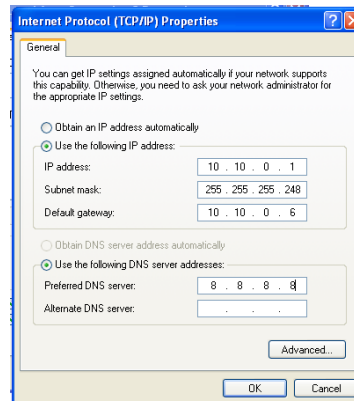 Internet Protocol (TCP/IP) Properties
General
You can get IP settings assigned automatically if your network supports
this capability. Otherwise, you need to ask your network administrator for
the appropriate IP settings.
Obtain an IP address automatically
Use the following IP address:
IP address: 10 . 10 . 0 . 1
Subnet mask: 255 . 255 . 255 . 248
Default gateway: 10 . 10 . 0 . 6
Obtain DNS server address automatically
Use the following DNS server addresses:
Preferred DNS server: 8 . 8 . 8 . 8
Alternate DNS server: . . .
Advanced...
OK Cancel